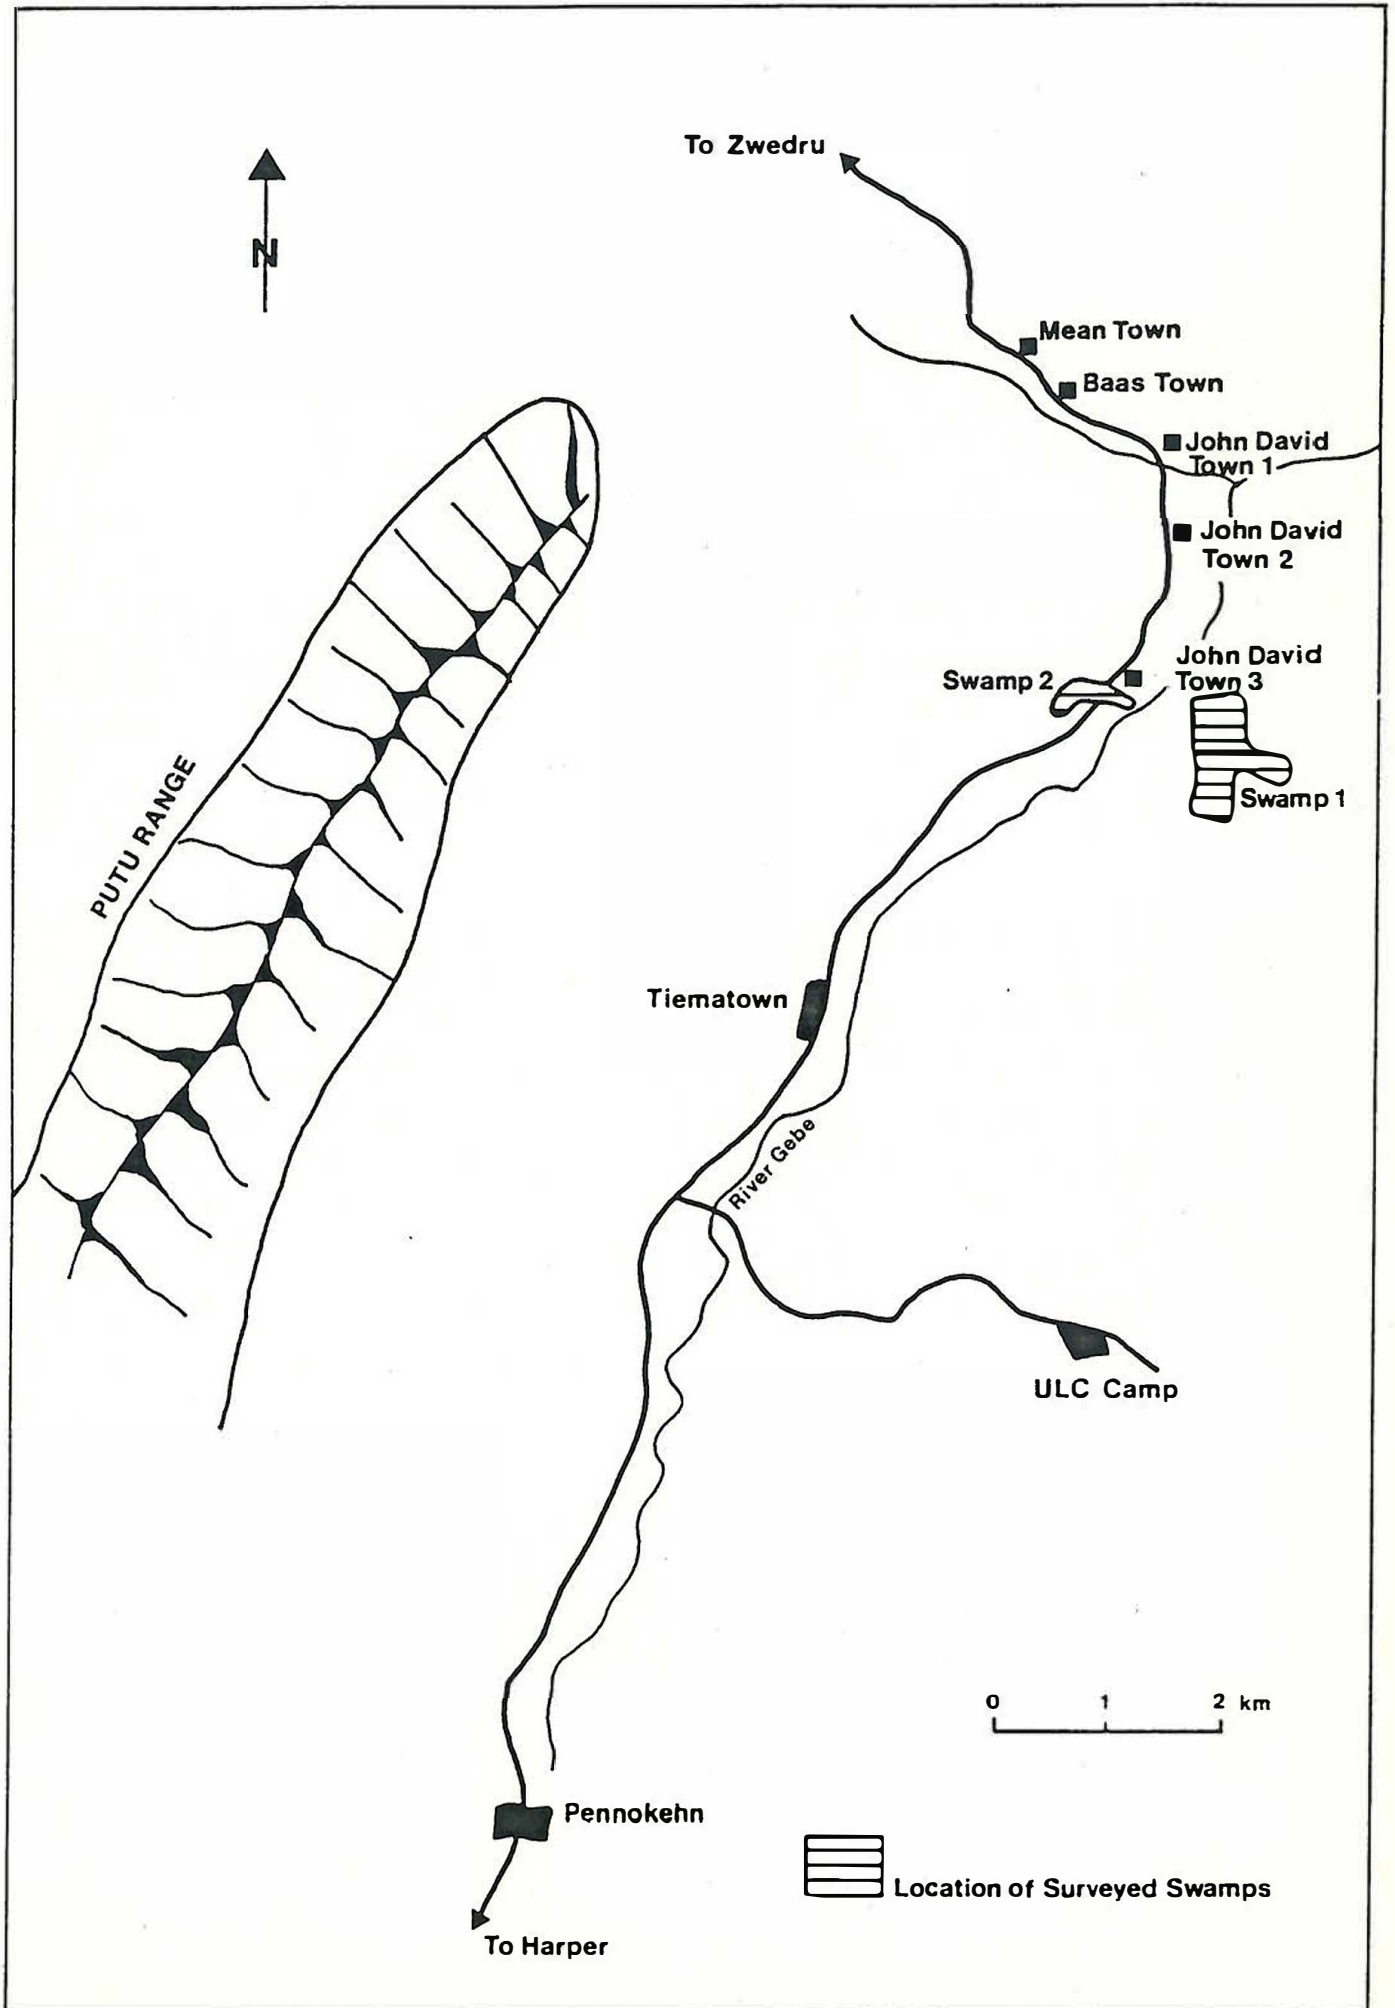 To Zwedru
N
Mean Town
Baas Town
John David
Town 1
John David
Town 2
John David
Town 3
Swamp 2
Swamp 1
PUTU RANGE
Tiematown
River Gebe
ULC Camp
0 1 2 km
Pennokehn
Location of Surveyed Swamps
To Harper